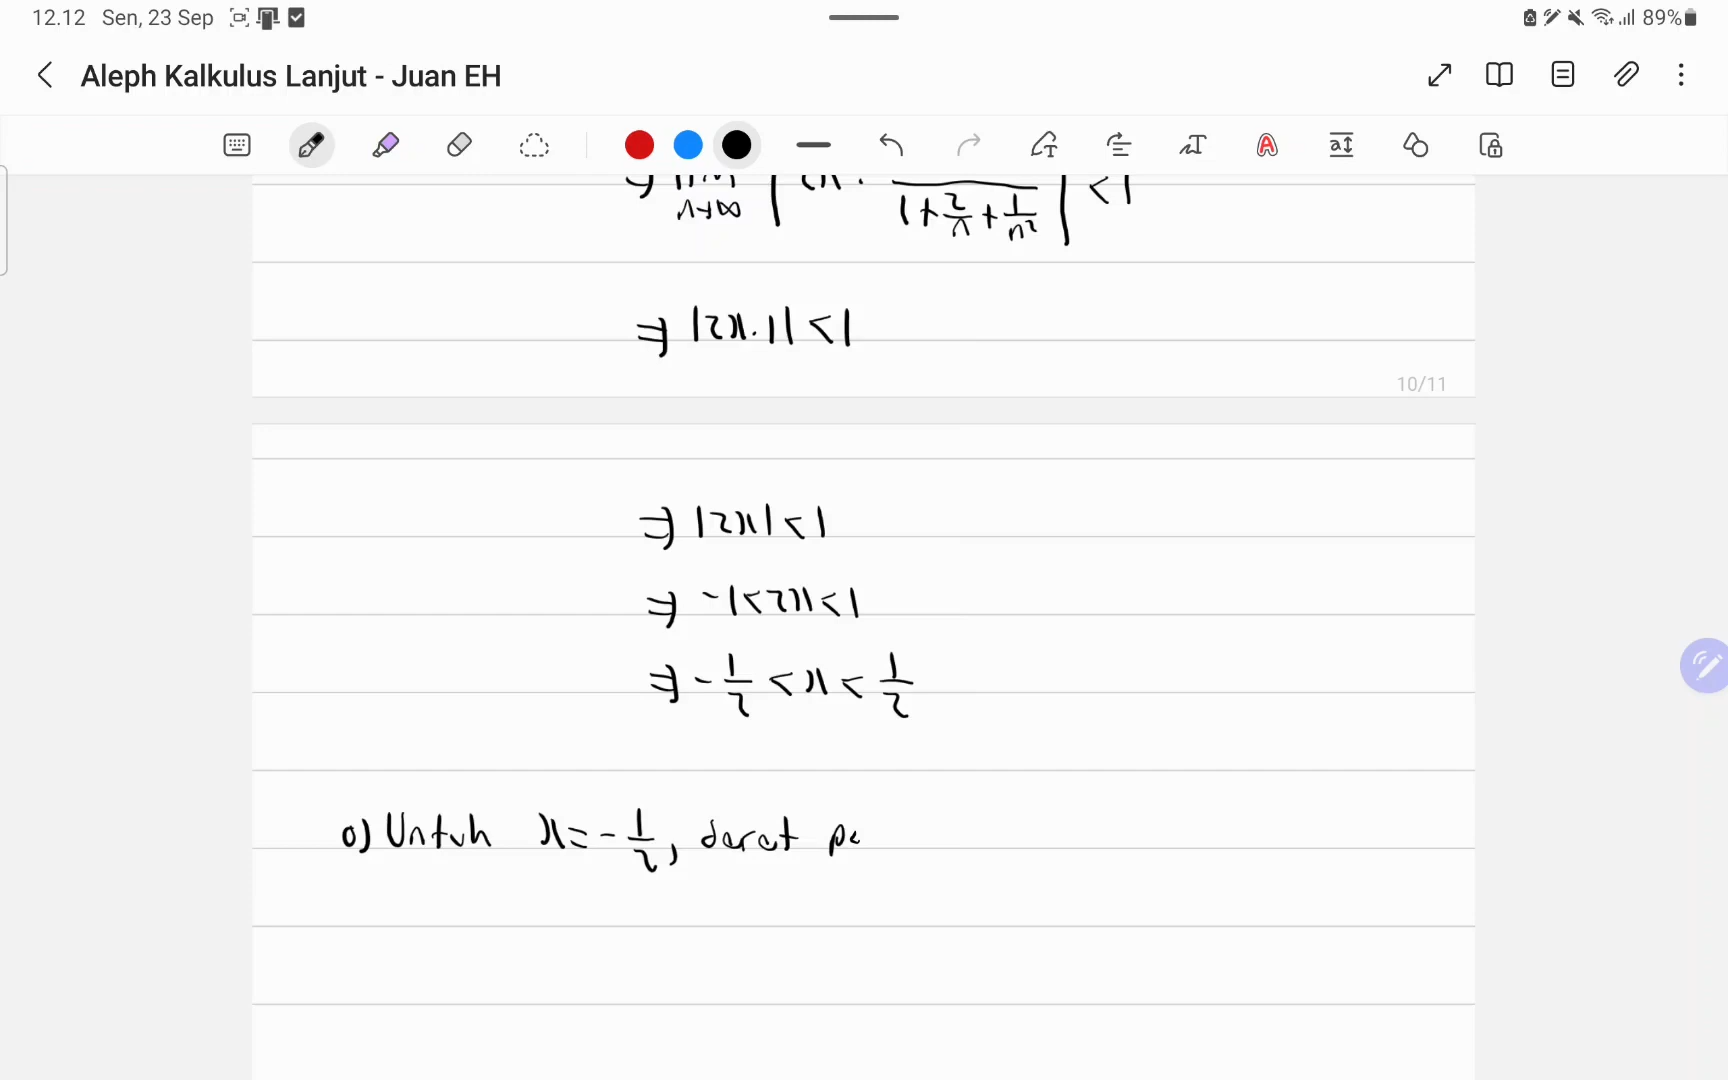 12.12 Sen, 23 Sep 89%
Aleph Kalkulus Lanjut - Juan EH
⇒ lim n→∞ | 2x · 1/(1 + 2/n + 1/n²) | < 1
⇒ |2x · 1| < 1
10/11
⇒ |2x| < 1
⇒ -1 < 2x < 1
⇒ -1/2 < x < 1/2
o) Untuk x = -1/2, deret pe